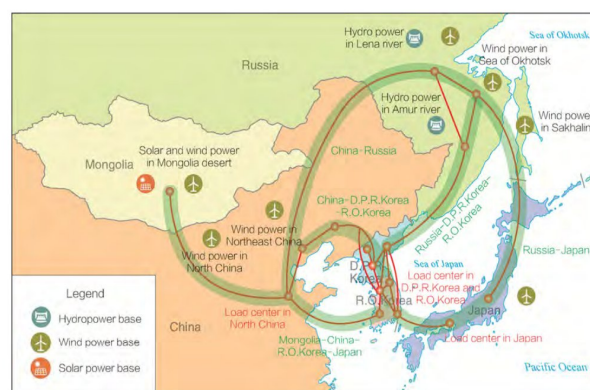 Hydro power
in Lena river
Sea of Okhotsk
Wind power in
Sea of Okhotsk
Russia
Hydro power
in Amur river
Wind power
in Sakhalin
Solar and wind power
in Mongolia desert
Mongolia
China-Russia
China-D.P.R.Korea-
R.O.Korea
Russia-D.P.R.Korea-
R.O.Korea
Wind power in
Northeast China
Wind power in
North China
Russia-Japan
D.P.R.
Korea
Sea of Japan
Load center in
D.P.R.Korea and
R.O.Korea
R.O.Korea
Japan
Legend
Hydropower base
Wind power base
Solar power base
China
Load center in
North China
Mongolia-China-
R.O.Korea-Japan
Load center in Japan
Pacific Ocean